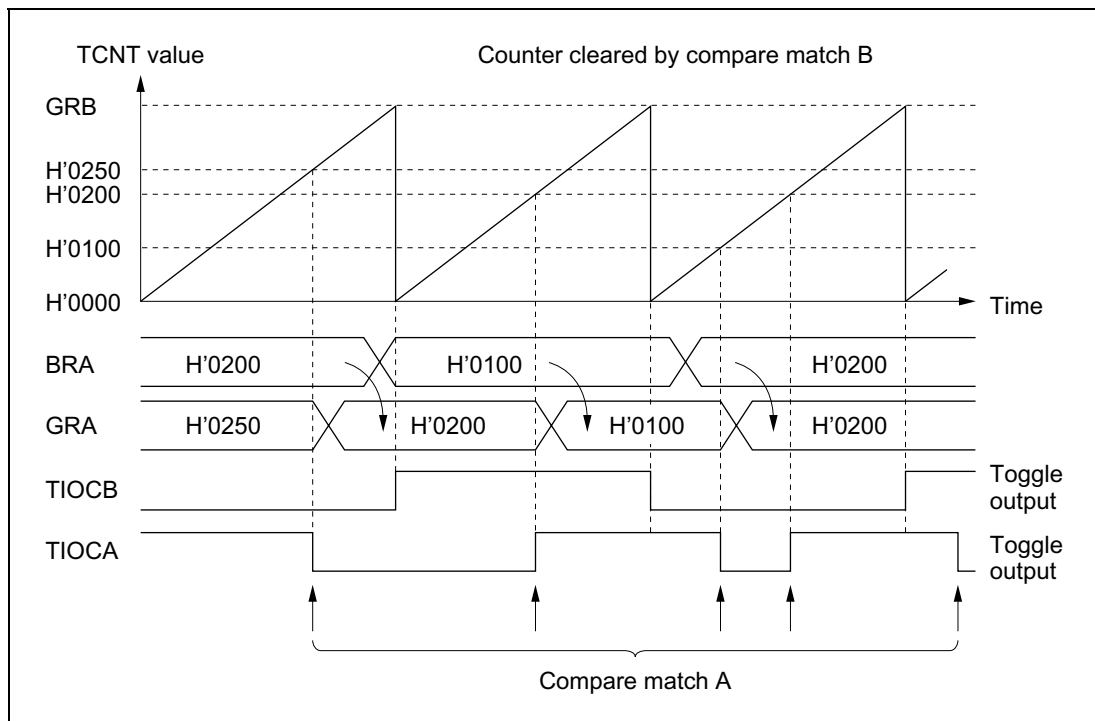 TCNT value
Counter cleared by compare match B
GRB
H'0250
H'0200
H'0100
H'0000
Time
BRA
H'0200
H'0100
H'0200
GRA
H'0250
H'0200
H'0100
H'0200
TIOCB
Toggle
output
TIOCA
Toggle
output
Compare match A